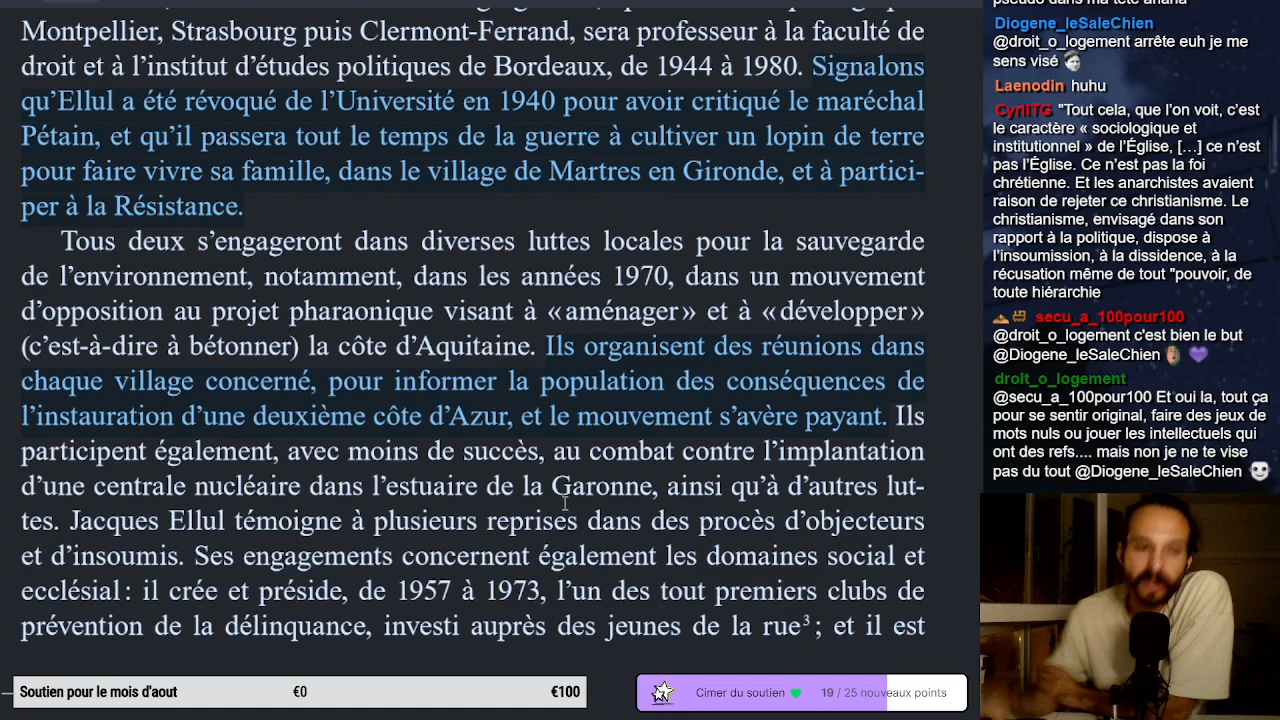 Montpellier, Strasbourg puis Clermont-Ferrand, sera professeur à la faculté de
droit et à l’institut d’études politiques de Bordeaux, de 1944 à 1980. Signalons
qu’Ellul a été révoqué de l’Université en 1940 pour avoir critiqué le maréchal
Pétain, et qu’il passera tout le temps de la guerre à cultiver un lopin de terre
pour faire vivre sa famille, dans le village de Martres en Gironde, et à partici-
per à la Résistance.
Tous deux s’engageront dans diverses luttes locales pour la sauvegarde
de l’environnement, notamment, dans les années 1970, dans un mouvement
d’opposition au projet pharaonique visant à « aménager » et à « développer »
(c’est-à-dire à bétonner) la côte d’Aquitaine. Ils organisent des réunions dans
chaque village concerné, pour informer la population des conséquences de
l’instauration d’une deuxième côte d’Azur, et le mouvement s’avère payant. Ils
participent également, avec moins de succès, au combat contre l’implantation
d’une centrale nucléaire dans l’estuaire de la Garonne, ainsi qu’à d’autres lut-
tes. Jacques Ellul témoigne à plusieurs reprises dans des procès d’objecteurs
et d’insoumis. Ses engagements concernent également les domaines social et
ecclésial : il crée et préside, de 1957 à 1973, l’un des tout premiers clubs de
prévention de la délinquance, investi auprès des jeunes de la rue³ ; et il est
Soutien pour le mois d'aout €0 €100
Cimer du soutien 19 / 25 nouveaux points
pseudo dans ma tête ahaha
Diogene_leSaleChien
@droit_o_logement arrête euh je me
sens visé
Laenodin huhu
CyrilTG "Tout cela, que l’on voit, c’est
le caractère « sociologique et
institutionnel » de l’Église, […] ce n’est
pas l’Église. Ce n’est pas la foi
chrétienne. Et les anarchistes avaient
raison de rejeter ce christianisme. Le
christianisme, envisagé dans son
rapport à la politique, dispose à
l’insoumission, à la dissidence, à la
récusation même de tout "pouvoir, de
toute hiérarchie
secu_a_100pour100
@droit_o_logement c'est bien le but
@Diogene_leSaleChien
droit_o_logement
@secu_a_100pour100 Et oui la, tout ça
pour se sentir original, faire des jeux de
mots nuls ou jouer les intellectuels qui
ont des refs.... mais non je ne te vise
pas du tout @Diogene_leSaleChien